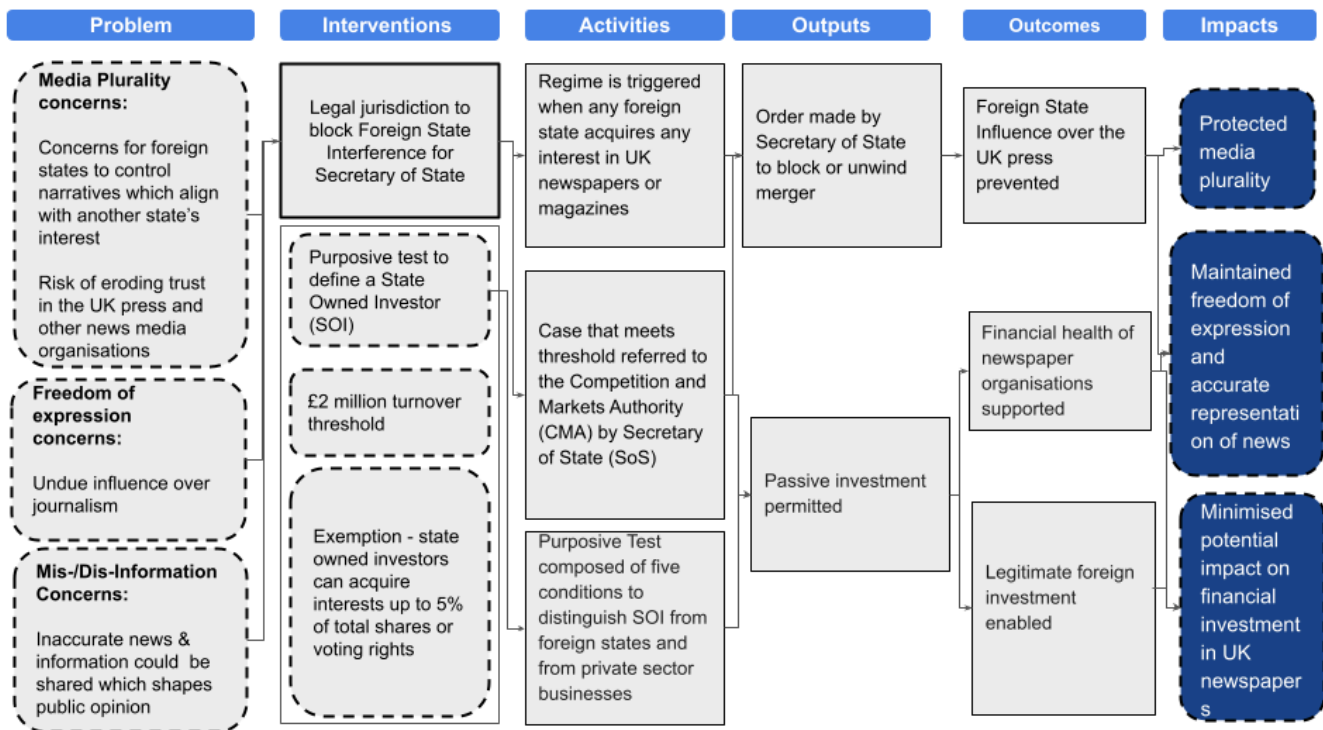 Problem
Interventions
Activities
Outputs
Outcomes
Impacts
Media Plurality
concerns:
Concerns for foreign
states to control
narratives which align
with another state's
interest
Risk of eroding trust
in the UK press and
other news media
organisations
Freedom of
expression
concerns:
Undue influence over
journalism
Mis-/Dis-Information
Concerns:
Inaccurate news &
information could  be
shared which shapes
public opinion
Legal jurisdiction to
block Foreign State
Interference for
Secretary of State
Purposive test to
define a State
Owned Investor
(SOI)
£2 million turnover
threshold
Exemption - state
owned investors
can acquire
interests up to 5%
of total shares or
voting rights
Regime is triggered
when any foreign
state acquires any
interest in UK
newspapers or
magazines
Case that meets
threshold referred to
the Competition and
Markets Authority
(CMA) by Secretary
of State (SoS)
Purposive Test
composed of five
conditions to
distinguish SOI from
foreign states and
from private sector
businesses
Order made by
Secretary of State
to block or unwind
merger
Passive investment
permitted
Foreign State
Influence over the
UK press
prevented
Financial health of
newspaper
organisations
supported
Legitimate foreign
investment
enabled
Protected
media
plurality
Maintained
freedom of
expression
and
accurate
representati
on of news
Minimised
potential
impact on
financial
investment
in UK
newspaper
s